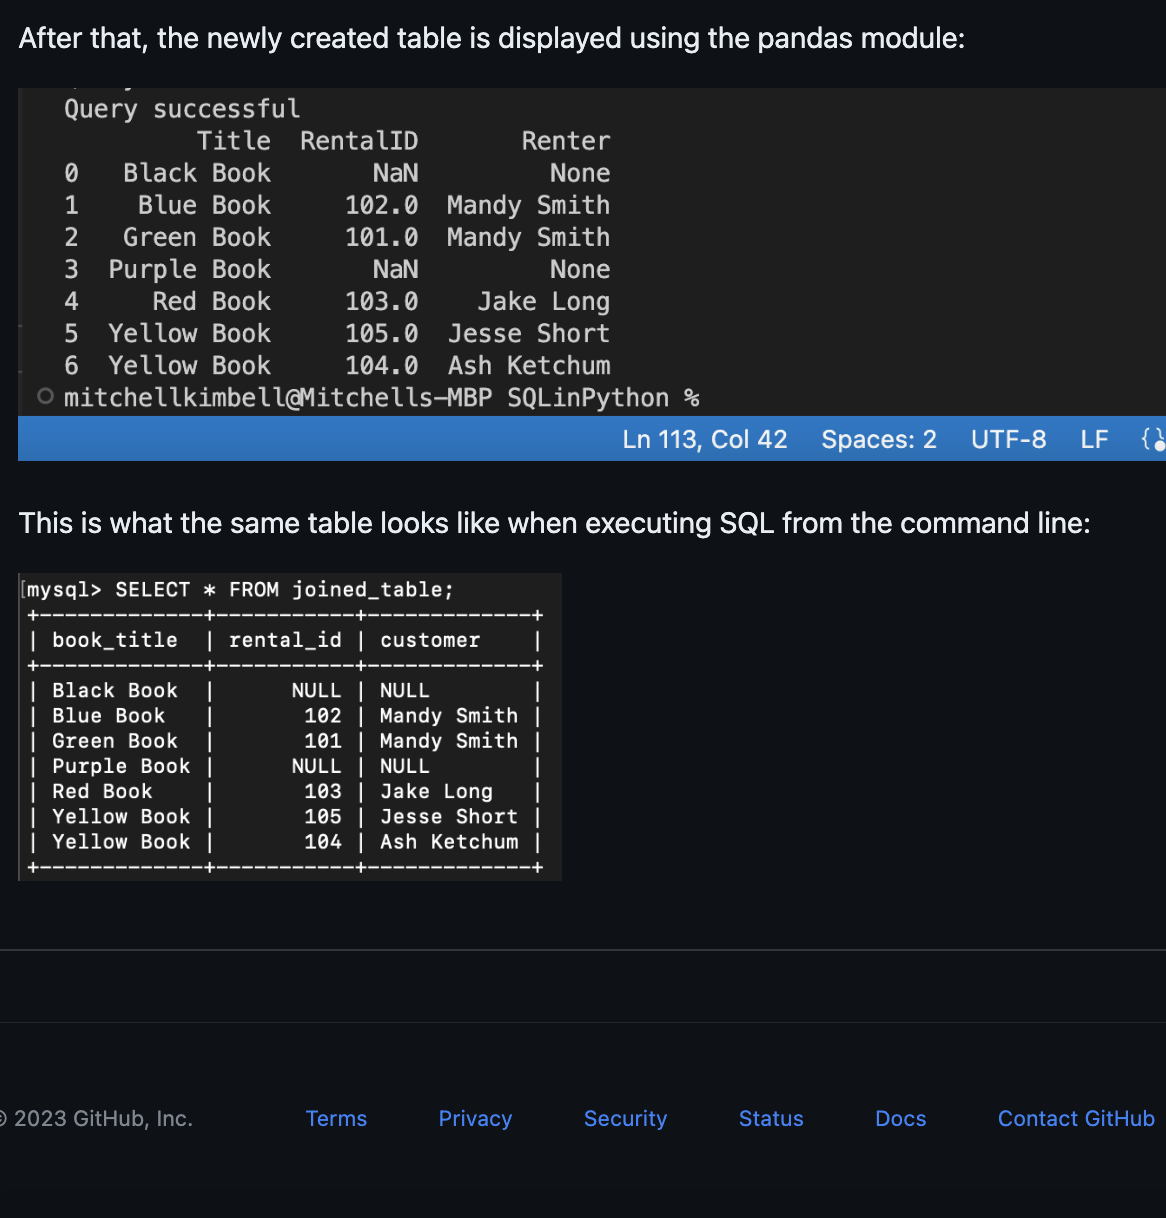 After that, the newly created table is displayed using the pandas module:
Query successful
Title RentalID Renter
0 Black Book NaN None
1 Blue Book 102.0 Mandy Smith
2 Green Book 101.0 Mandy Smith
3 Purple Book NaN None
4 Red Book 103.0 Jake Long
5 Yellow Book 105.0 Jesse Short
6 Yellow Book 104.0 Ash Ketchum
mitchellkimbell@Mitchells-MBP SQLinPython %
Ln 113, Col 42 Spaces: 2 UTF-8 LF {}
This is what the same table looks like when executing SQL from the command line:
[mysql> SELECT * FROM joined_table;
+-------------+-----------+-------------+
| book_title | rental_id | customer |
+-------------+-----------+-------------+
| Black Book | NULL | NULL |
| Blue Book | 102 | Mandy Smith |
| Green Book | 101 | Mandy Smith |
| Purple Book | NULL | NULL |
| Red Book | 103 | Jake Long |
| Yellow Book | 105 | Jesse Short |
| Yellow Book | 104 | Ash Ketchum |
+-------------+-----------+-------------+
© 2023 GitHub, Inc. Terms Privacy Security Status Docs Contact GitHub